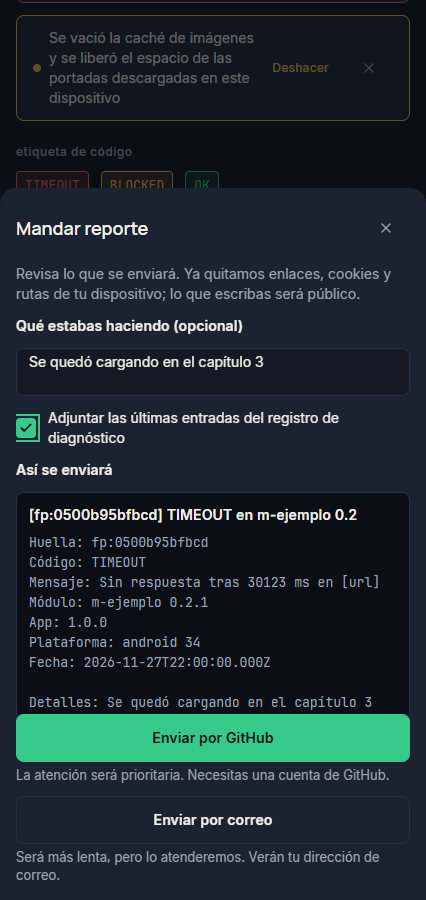 Se vació la caché de imágenes
y se liberó el espacio de las
portadas descargadas en este
dispositivo
Deshacer
etiqueta de código
TIMEOUT BLOCKED OK
Mandar reporte
Revisa lo que se enviará. Ya quitamos enlaces, cookies y
rutas de tu dispositivo; lo que escribas será público.
Qué estabas haciendo (opcional)
Se quedó cargando en el capítulo 3
Adjuntar las últimas entradas del registro de
diagnóstico
Así se enviará
[fp:0500b95bfbcd] TIMEOUT en m-ejemplo 0.2
Huella: fp:0500b95bfbcd
Código: TIMEOUT
Mensaje: Sin respuesta tras 30123 ms en [url]
Módulo: m-ejemplo 0.2.1
App: 1.0.0
Plataforma: android 34
Fecha: 2026-11-27T22:00:00.000Z
Detalles: Se quedó cargando en el capítulo 3
Enviar por GitHub
La atención será prioritaria. Necesitas una cuenta de GitHub.
Enviar por correo
Será más lenta, pero lo atenderemos. Verán tu dirección de
correo.